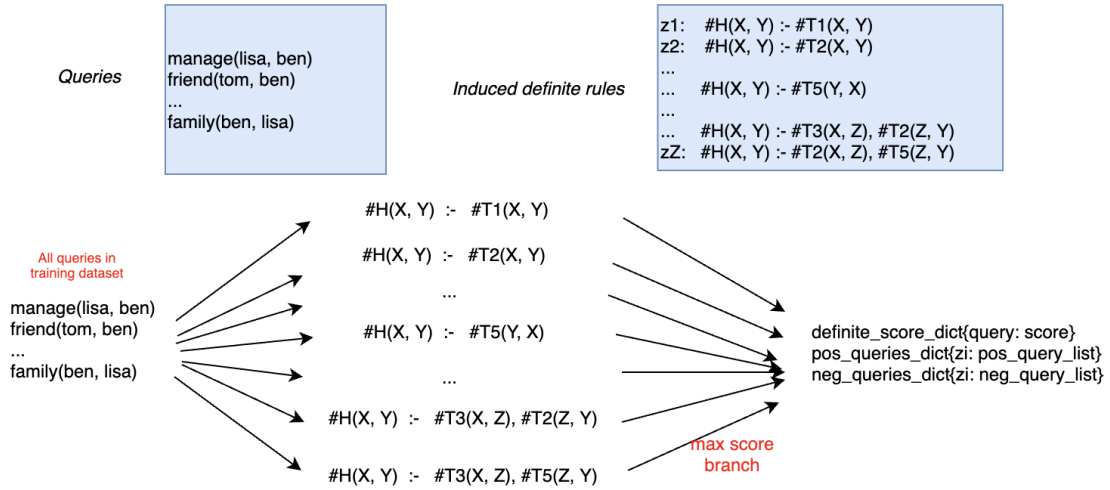 Queries
manage(lisa, ben)
friend(tom, ben)
...
family(ben, lisa)
Induced definite rules
z1: #H(X, Y) :- #T1(X, Y)
z2: #H(X, Y) :- #T2(X, Y)
...
... #H(X, Y) :- #T5(Y, X)
...
... #H(X, Y) :- #T3(X, Z), #T2(Z, Y)
zZ: #H(X, Y) :- #T2(X, Z), #T5(Z, Y)
All queries in
training dataset
manage(lisa, ben)
friend(tom, ben)
...
family(ben, lisa)
#H(X, Y) :- #T1(X, Y)
#H(X, Y) :- #T2(X, Y)
...
#H(X, Y) :- #T5(Y, X)
...
#H(X, Y) :- #T3(X, Z), #T2(Z, Y)
#H(X, Y) :- #T3(X, Z), #T5(Z, Y)
max score
branch
definite_score_dict{query: score}
pos_queries_dict{zi: pos_query_list}
neg_queries_dict{zi: neg_query_list}